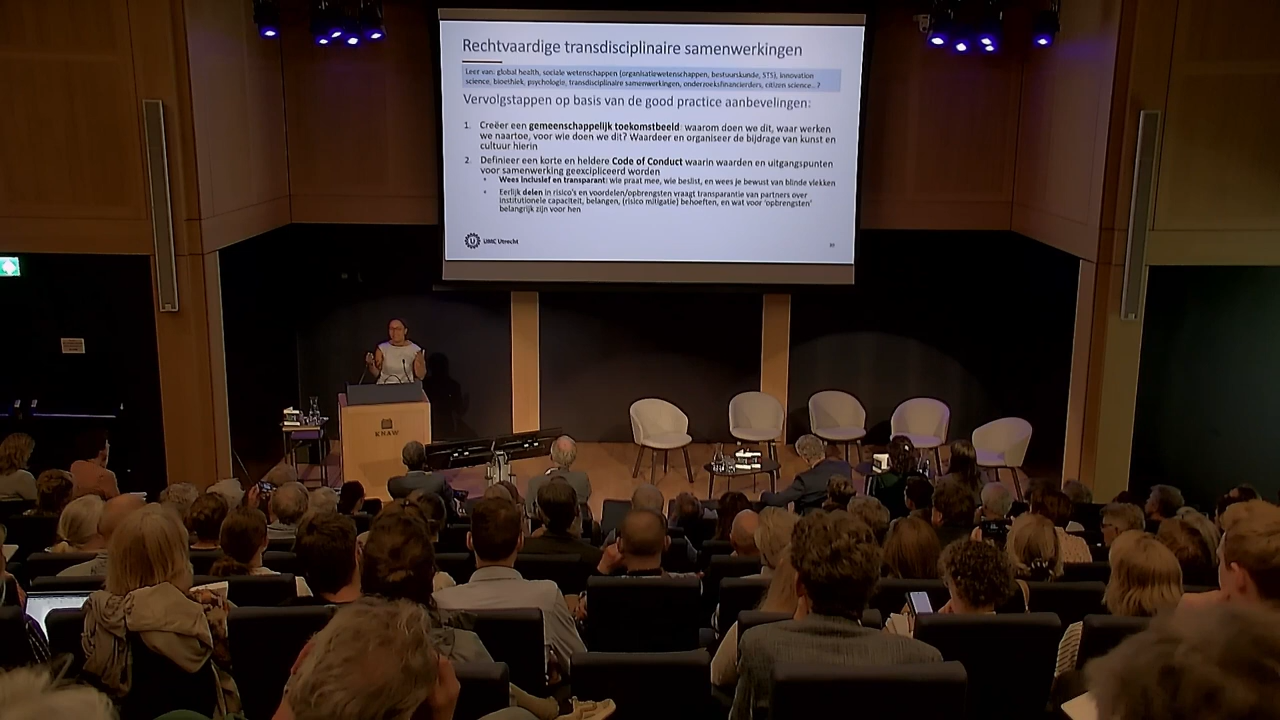 Rechtvaardige transdisciplinaire samenwerkingen
Leer van: global health, sociale wetenschappen (organisatiewetenschappen, bestuurskunde, STS), innovation
science, bioethiek, psychologie, transdisciplinaire samenwerkingen, onderzoeksfinancierders, citizen science...?
Vervolgstappen op basis van de good practice aanbevelingen:
1. Creëer een gemeenschappelijk toekomstbeeld: waarom doen we dit, waar werken
we naartoe, voor wie doen we dit? Waardeer en organiseer de bijdrage van kunst en
cultuur hierin
2. Definieer een korte en heldere Code of Conduct waarin waarden en uitgangspunten
voor samenwerking geexpliceerd worden
• Wees inclusief en transparant: wie praat mee, wie beslist, en wees je bewust van blinde vlekken
• Eerlijk delen in risico's en voordelen/opbrengsten vraagt transparantie van partners over
institutionele capaciteit, belangen, (risico mitigatie) behoeften, en wat voor 'opbrengsten'
belangrijk zijn voor hen
UMC Utrecht
KNAW